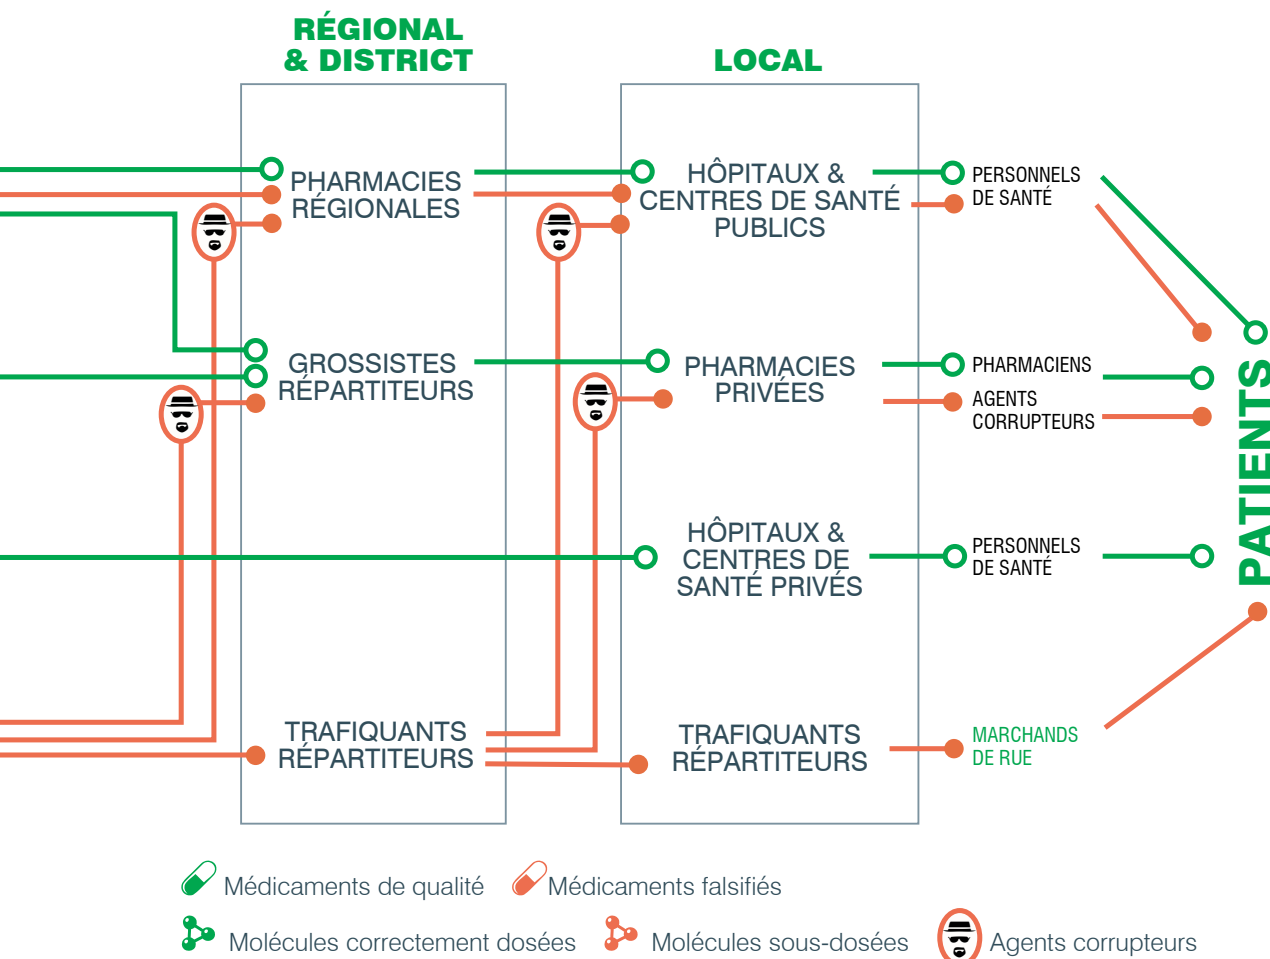 RÉGIONAL
& DISTRICT
LOCAL
PHARMACIES
RÉGIONALES
HÔPITAUX &
CENTRES DE SANTÉ
PUBLICS
PERSONNELS
DE SANTÉ
GROSSISTES
RÉPARTITEURS
PHARMACIES
PRIVÉES
PHARMACIENS
AGENTS
CORRUPTEURS
HÔPITAUX &
CENTRES DE
SANTÉ PRIVÉS
PERSONNELS
DE SANTÉ
PATIENTS
TRAFIQUANTS
RÉPARTITEURS
TRAFIQUANTS
RÉPARTITEURS
MARCHANDS
DE RUE
Médicaments de qualité
Médicaments falsifiés
Molécules correctement dosées
Molécules sous-dosées
Agents corrupteurs